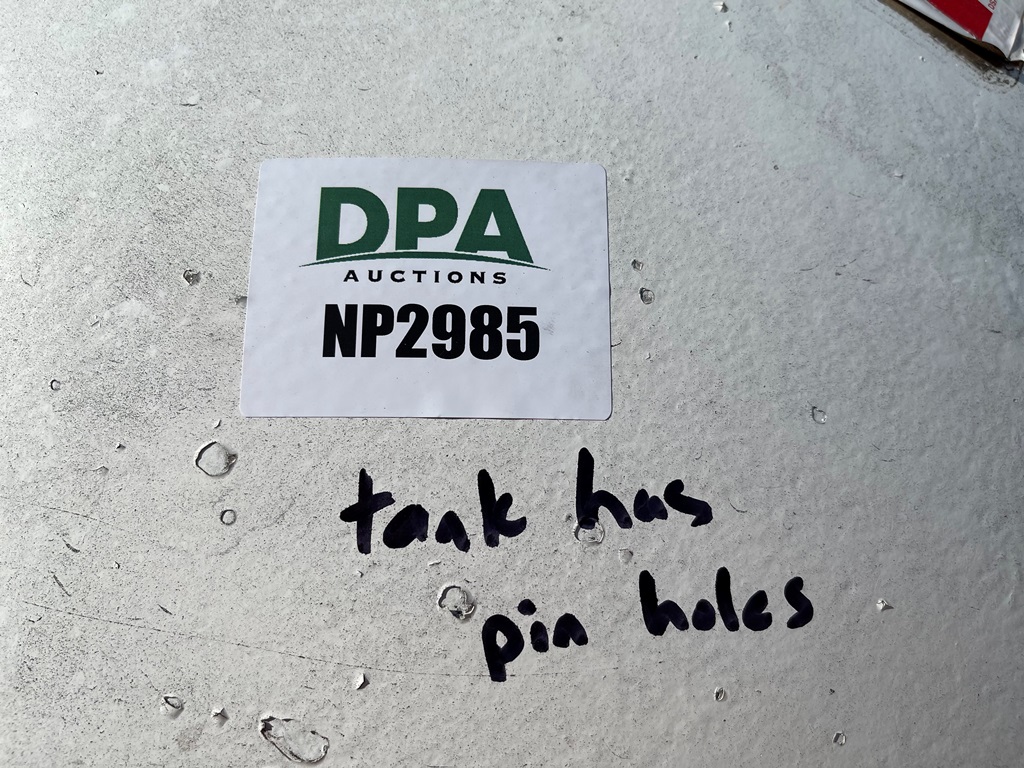 DPA
AUCTIONS
NP2985
tank has
pin holes